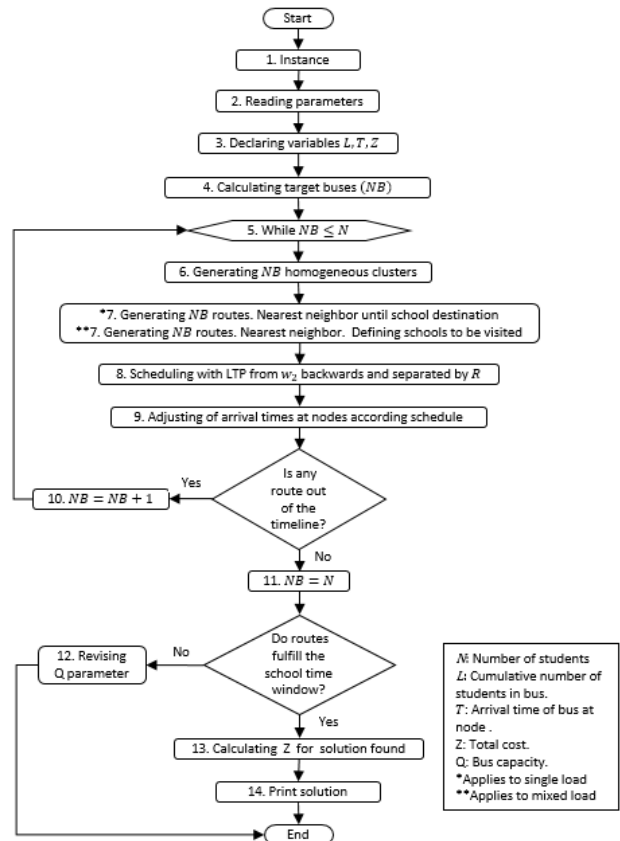 Start
1. Instance
2. Reading parameters
3. Declaring variables L, T, Z
4. Calculating target buses (NB)
5. While NB ≤ N
6. Generating NB homogeneous clusters
*7. Generating NB routes. Nearest neighbor until school destination
**7. Generating NB routes. Nearest neighbor. Defining schools to be visited
8. Scheduling with LTP from w₂ backwards and separated by R
9. Adjusting of arrival times at nodes according schedule
Is any
route out
of the
timeline?
Yes
10. NB = NB + 1
No
11. NB = N
Do routes
fulfill the
school time
window?
No
12. Revising
Q parameter
Yes
13. Calculating Z for solution found
14. Print solution
End
N: Number of students
L: Cumulative number of
students in bus.
T: Arrival time of bus at
node .
Z: Total cost.
Q: Bus capacity.
*Applies to single load
**Applies to mixed load